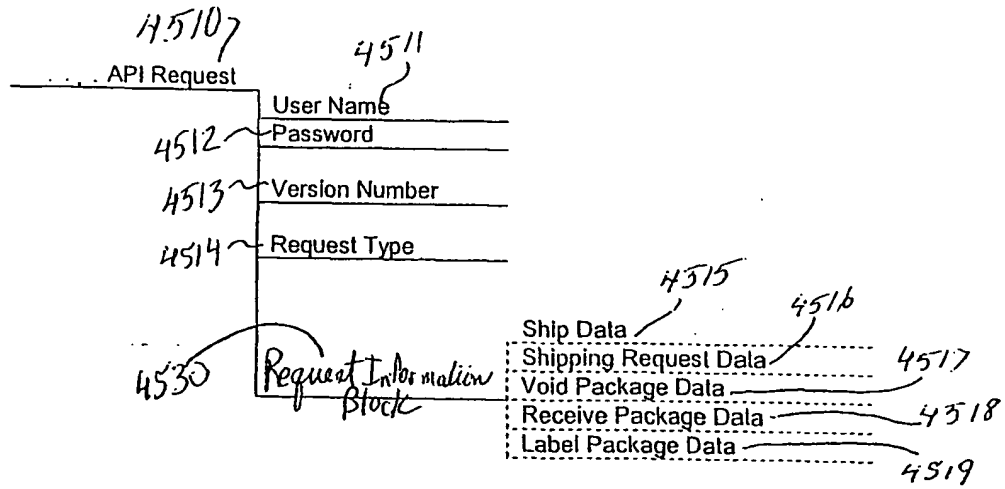 4510
4511
API Request
User Name
4512 Password
4513 Version Number
4514 Request Type
4515
4516
Ship Data
Shipping Request Data 4517
4530 Request Information
Block
Void Package Data
Receive Package Data 4518
Label Package Data
4519